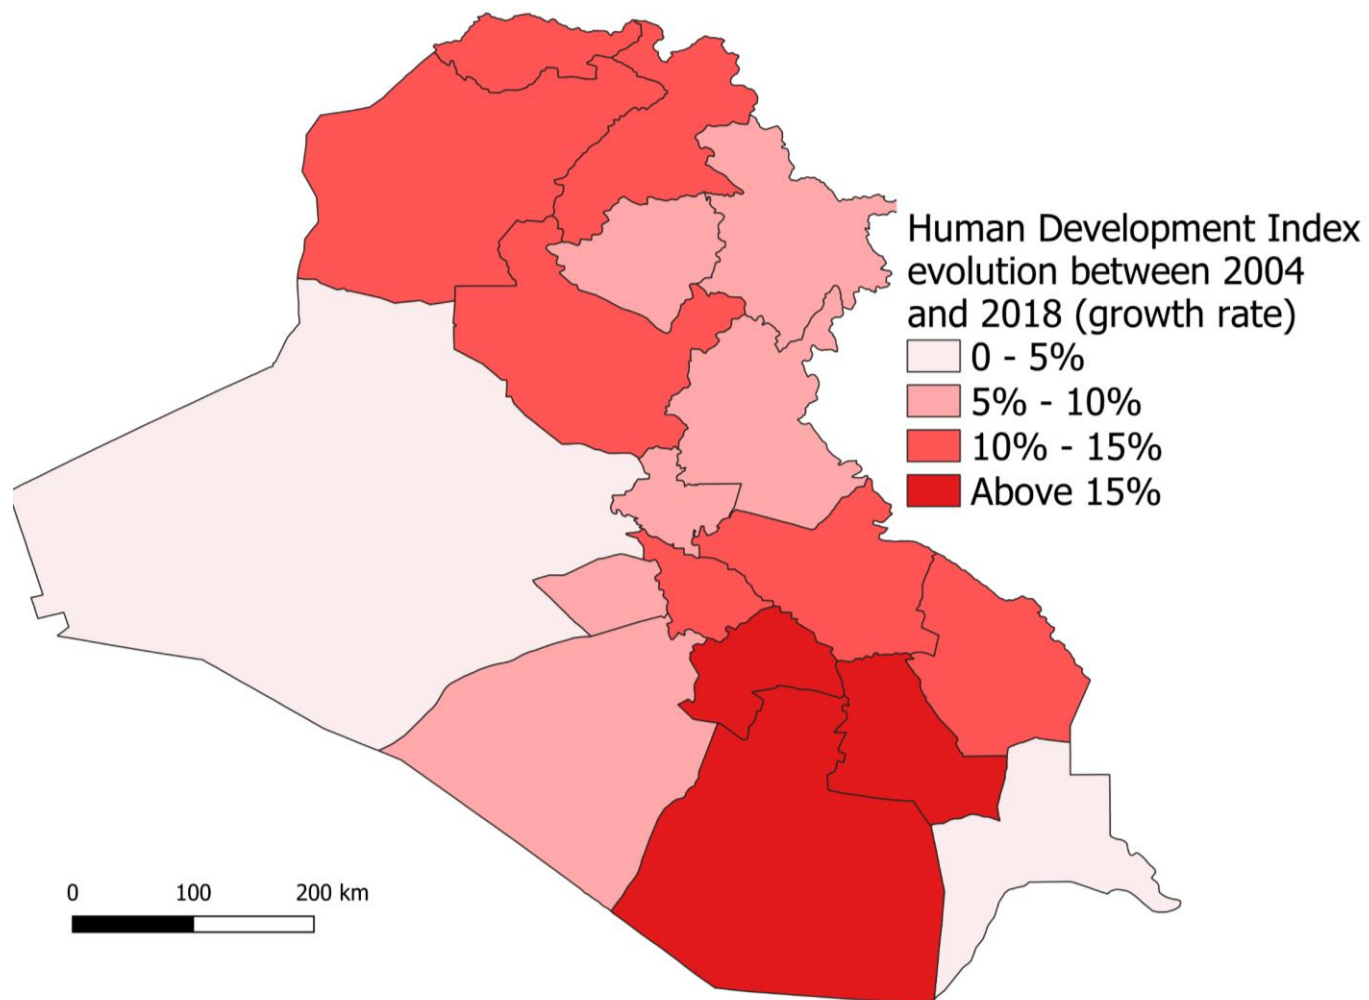 Human Development Index
evolution between 2004
and 2018 (growth rate)
0 - 5%
5% - 10%
10% - 15%
Above 15%
0 100 200 km